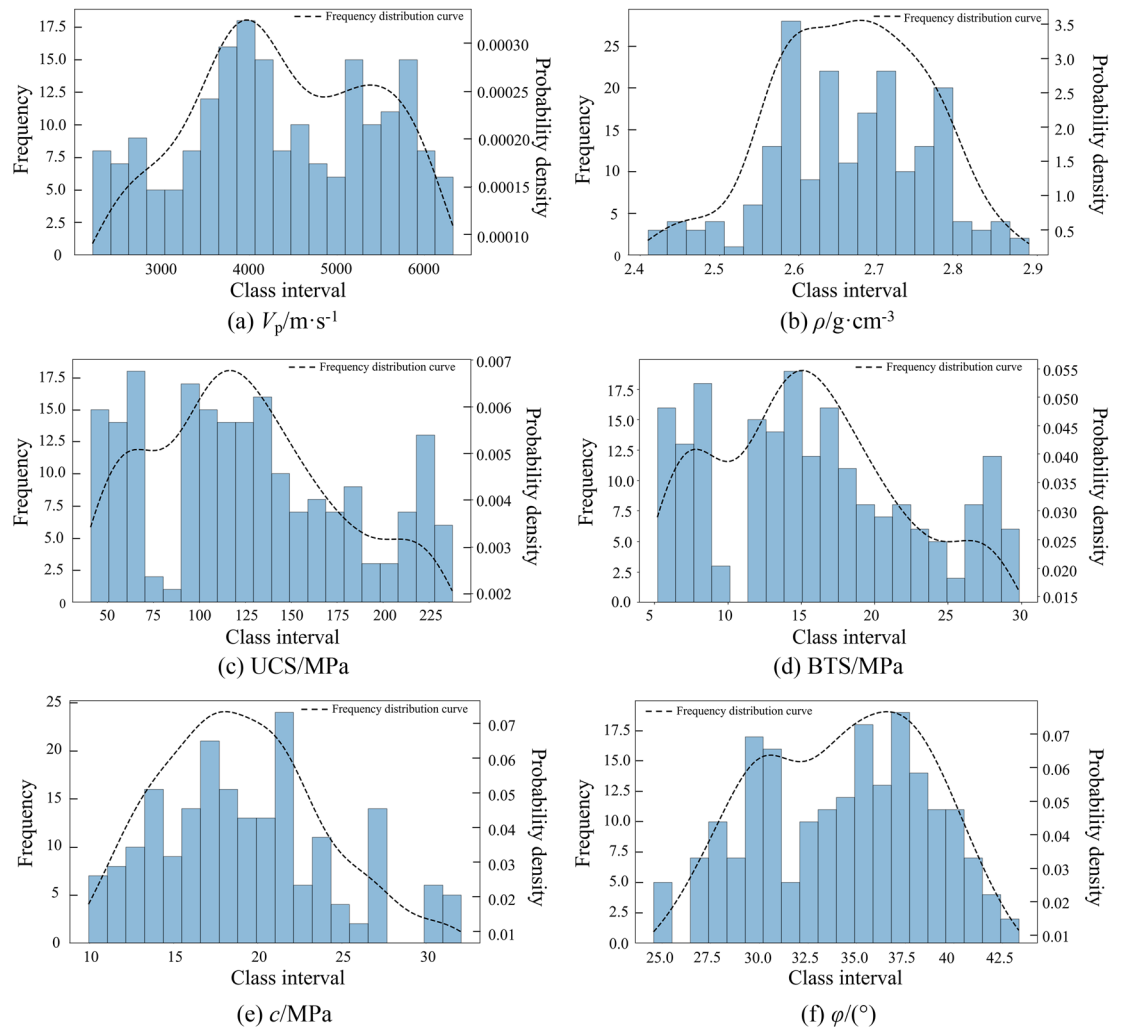 Frequency distribution curve
17.5
15.0
12.5
10.0
7.5
5.0
2.5
0
Frequency
0.00030
0.00025
0.00020
0.00015
0.00010
Probability density
3000 4000 5000 6000
Class interval
(a) Vp/m·s-1
Frequency distribution curve
25
20
15
10
5
0
Frequency
3.5
3.0
2.5
2.0
1.5
1.0
0.5
Probability density
2.4 2.5 2.6 2.7 2.8 2.9
Class interval
(b) ρ/g·cm-3
Frequency distribution curve
17.5
15.0
12.5
10.0
7.5
5.0
2.5
0
Frequency
0.007
0.006
0.005
0.004
0.003
0.002
Probability density
50 75 100 125 150 175 200 225
Class interval
(c) UCS/MPa
Frequency distribution curve
17.5
15.0
12.5
10.0
7.5
5.0
2.5
0.0
Frequency
0.055
0.050
0.045
0.040
0.035
0.030
0.025
0.020
0.015
Probability density
5 10 15 20 25 30
Class interval
(d) BTS/MPa
Frequency distribution curve
25
20
15
10
5
0
Frequency
0.07
0.06
0.05
0.04
0.03
0.02
0.01
Probability density
10 15 20 25 30
Class interval
(e) c/MPa
Frequency distribution curve
17.5
15.0
12.5
10.0
7.5
5.0
2.5
0.0
Frequency
0.07
0.06
0.05
0.04
0.03
0.02
0.01
Probability density
25.0 27.5 30.0 32.5 35.0 37.5 40 42.5
Class interval
(f) φ/(°)